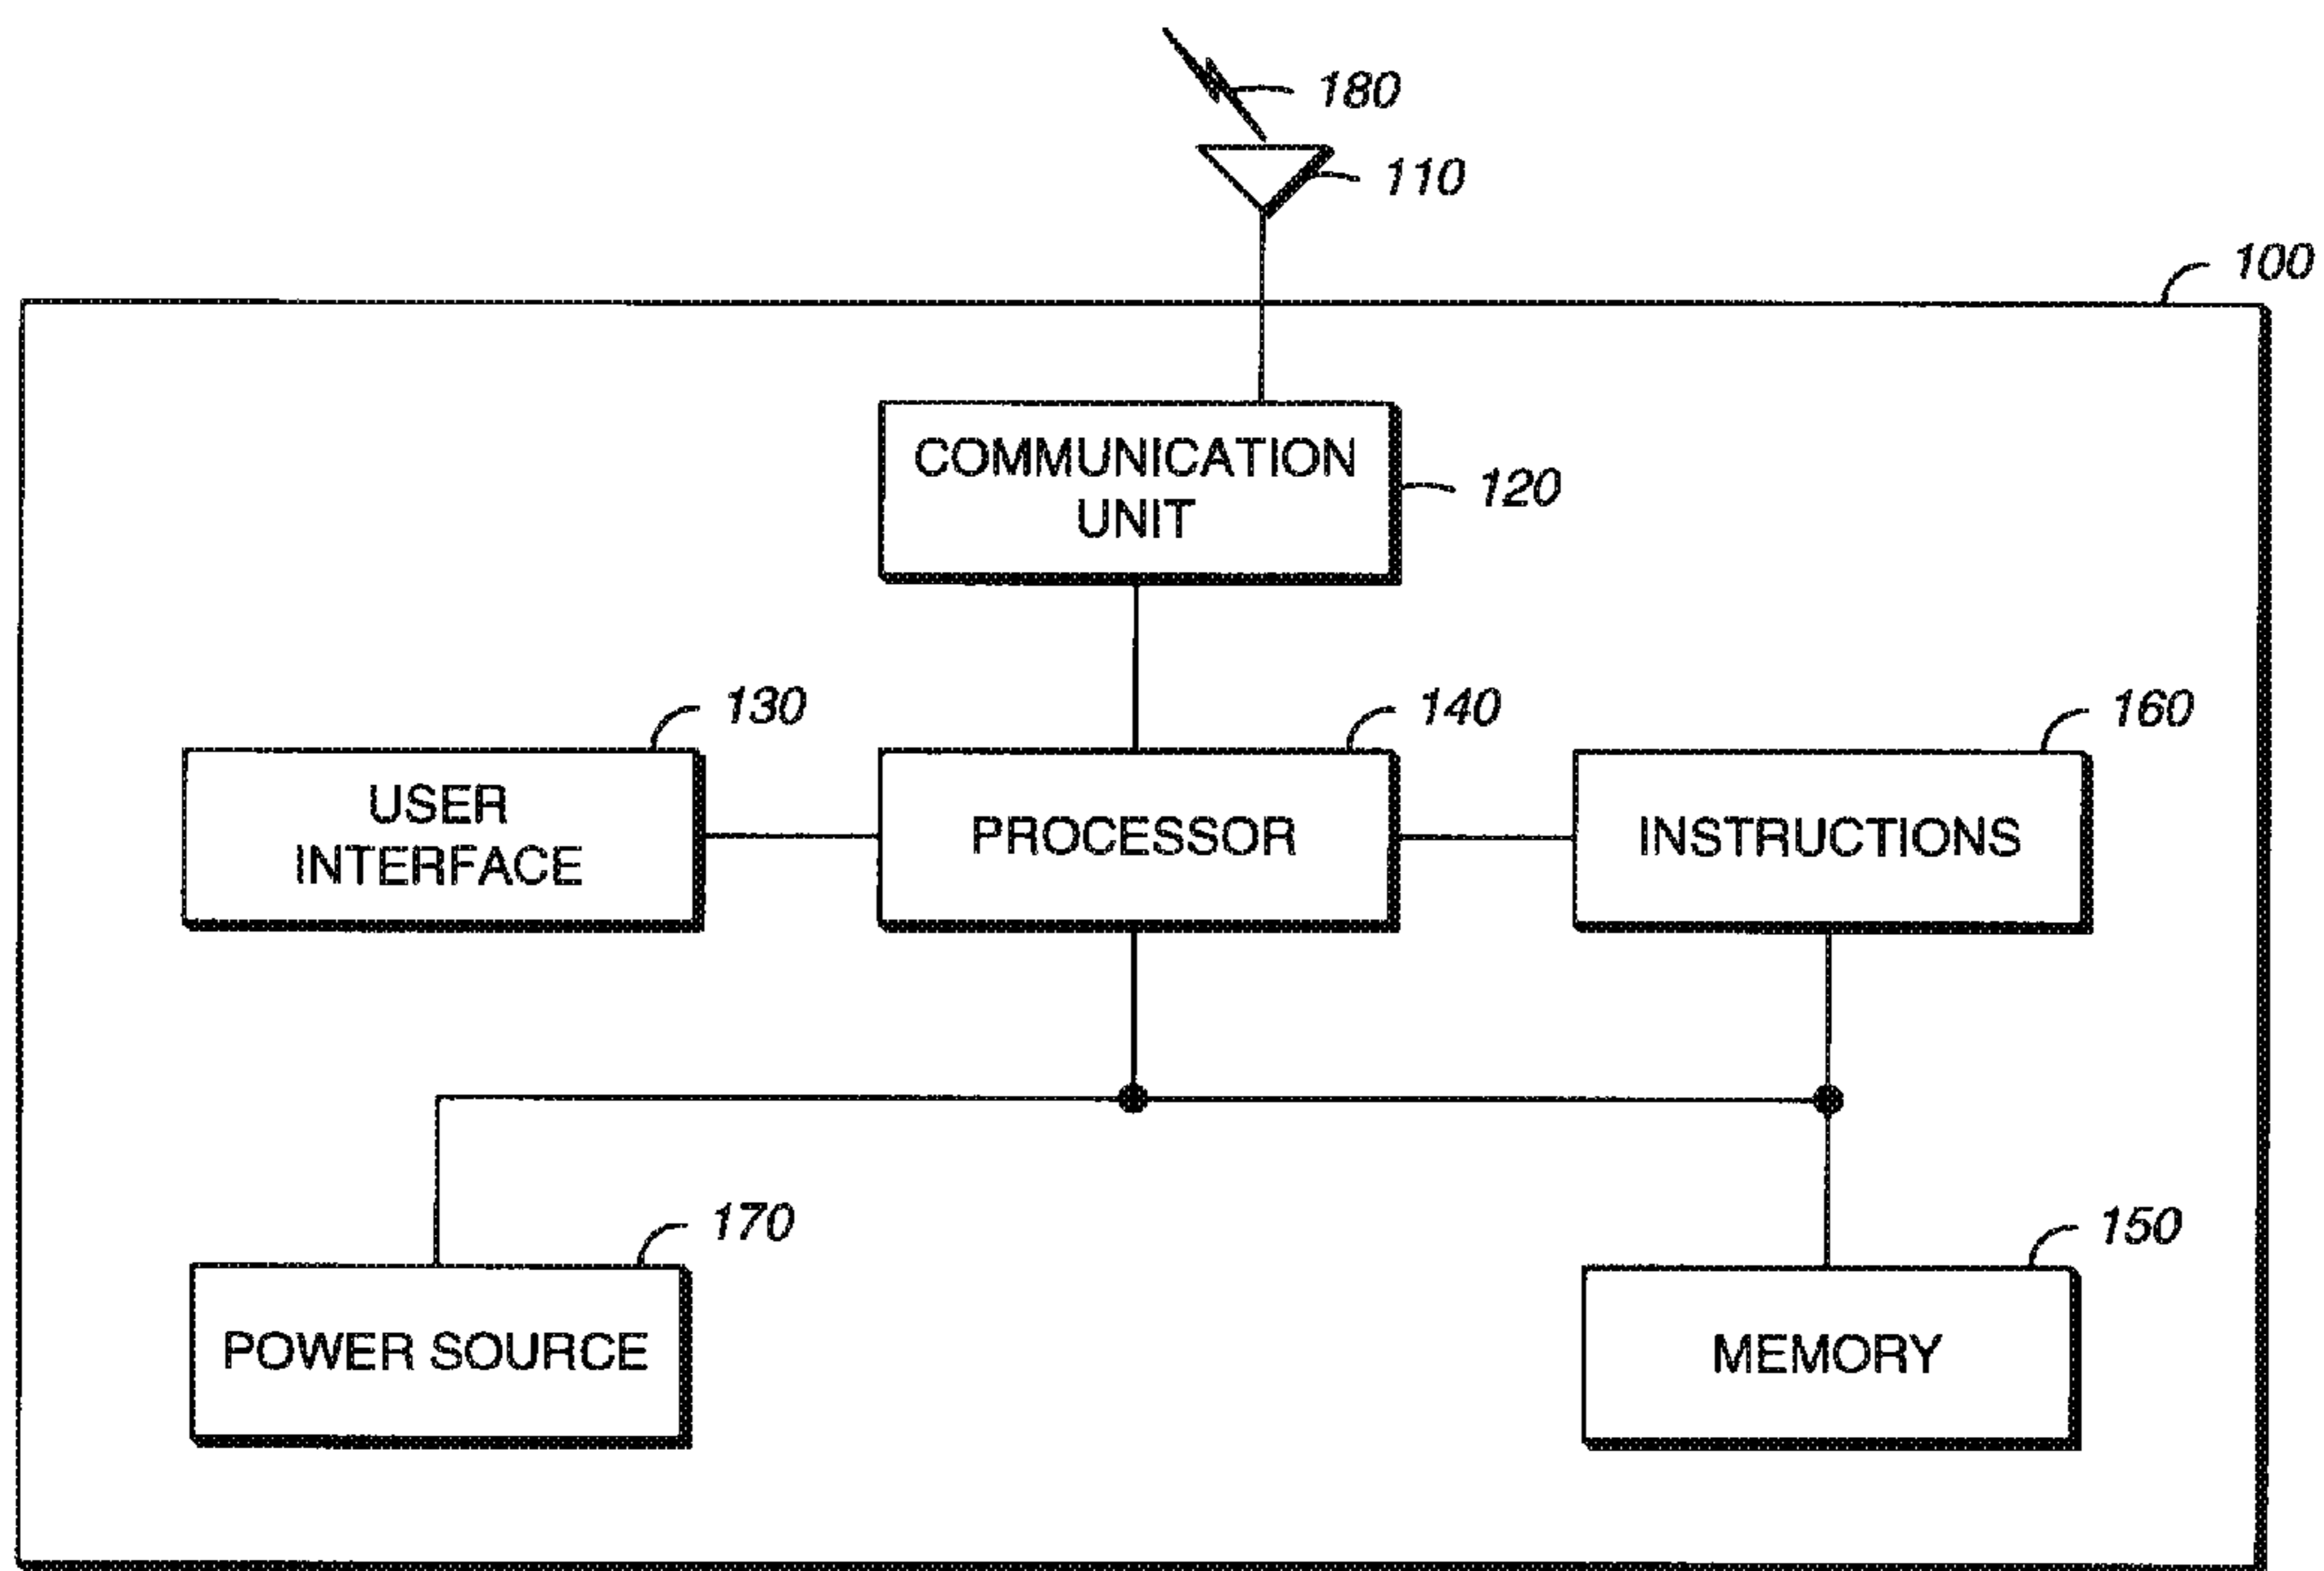 180
110
100
COMMUNICATION
UNIT
120
130
140
160
USER
INTERFACE
PROCESSOR
INSTRUCTIONS
170
150
POWER SOURCE
MEMORY